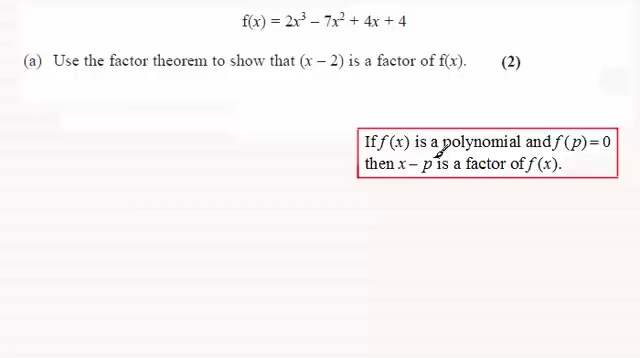 f(x) = 2x³ – 7x² + 4x + 4
(a) Use the factor theorem to show that (x – 2) is a factor of f(x). (2)
If f (x) is a polynomial and f (p) = 0
then x – p is a factor of f (x).